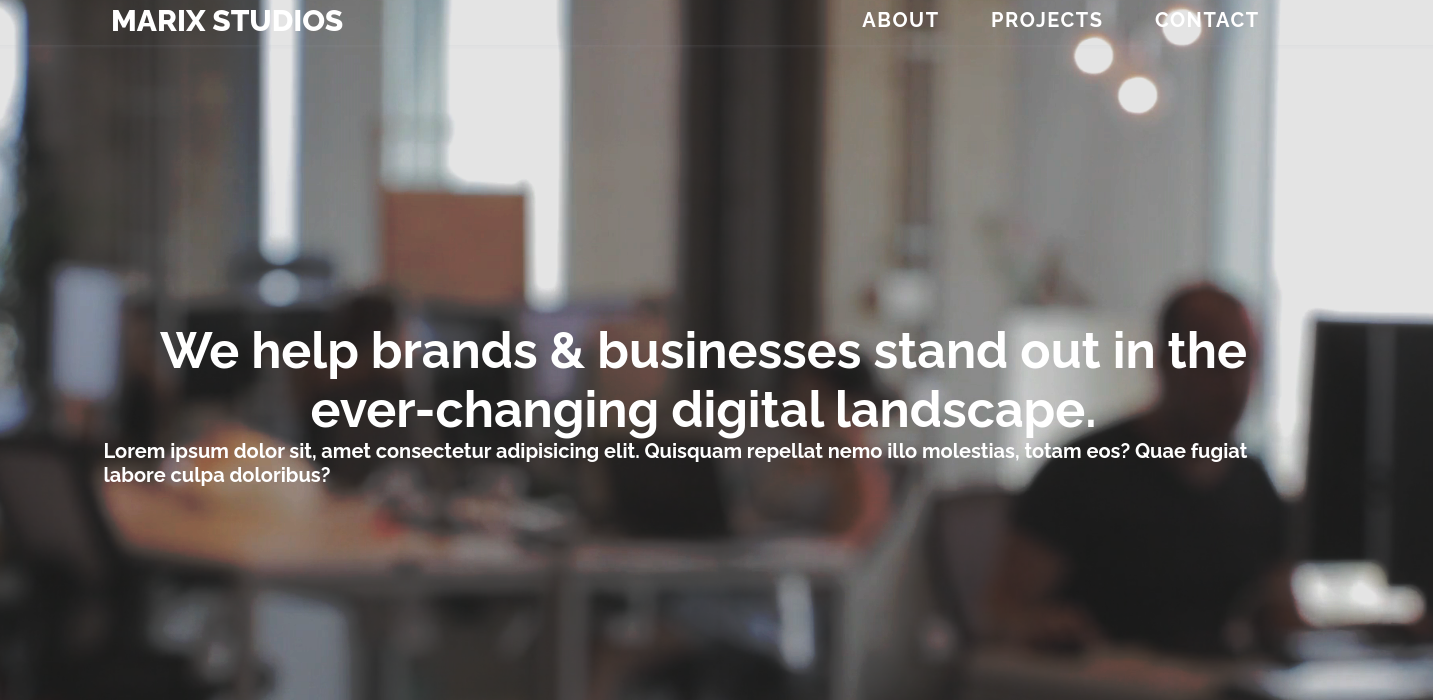 MARIX STUDIOS ABOUT PROJECTS CONTACT
We help brands & businesses stand out in the
ever-changing digital landscape.
Lorem ipsum dolor sit, amet consectetur adipisicing elit. Quisquam repellat nemo illo molestias, totam eos? Quae fugiat
labore culpa doloribus?